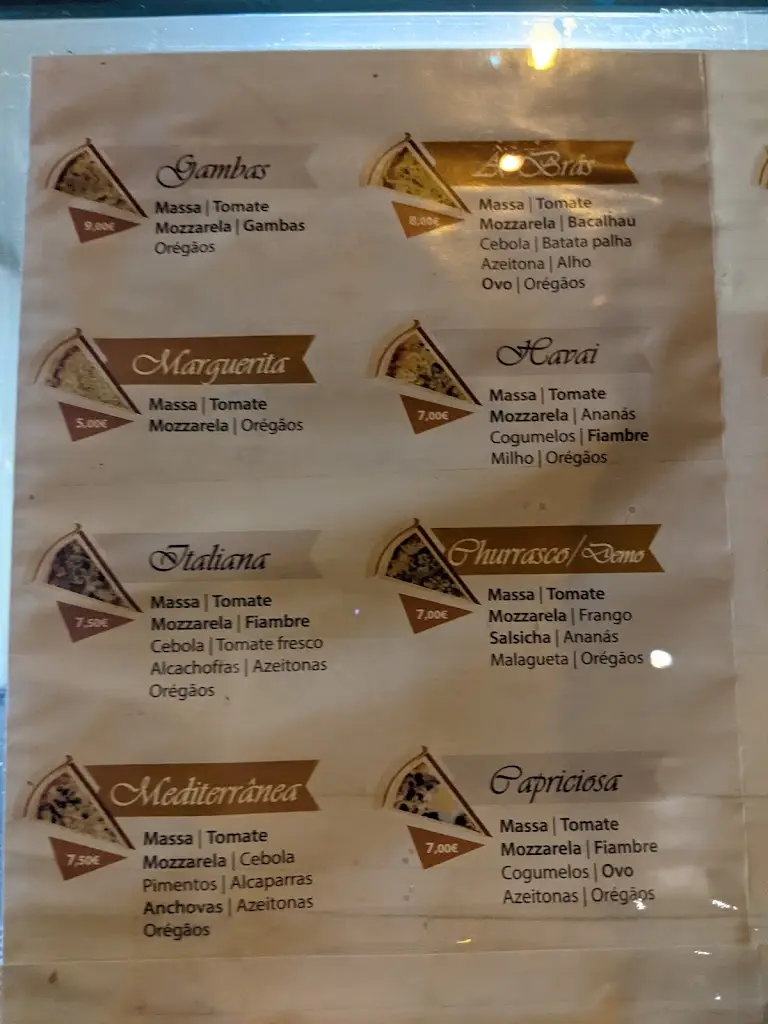 Gambas
9,00€
Massa | Tomate
Mozzarela | Gambas
Orégãos
Á Brás
8,00€
Massa | Tomate
Mozzarela | Bacalhau
Cebola | Batata palha
Azeitona | Alho
Ovo | Orégãos
Marguerita
5,00€
Massa | Tomate
Mozzarela | Orégãos
Havai
7,00€
Massa | Tomate
Mozzarela | Ananás
Cogumelos | Fiambre
Milho | Orégãos
Italiana
7,50€
Massa | Tomate
Mozzarela | Fiambre
Cebola | Tomate fresco
Alcachofras | Azeitonas
Orégãos
Churrasco/Demo
7,00€
Massa | Tomate
Mozzarela | Frango
Salsicha | Ananás
Malagueta | Orégãos
Mediterrânea
7,50€
Massa | Tomate
Mozzarela | Cebola
Pimentos | Alcaparras
Anchovas | Azeitonas
Orégãos
Capriciosa
7,00€
Massa | Tomate
Mozzarela | Fiambre
Cogumelos | Ovo
Azeitonas | Orégãos